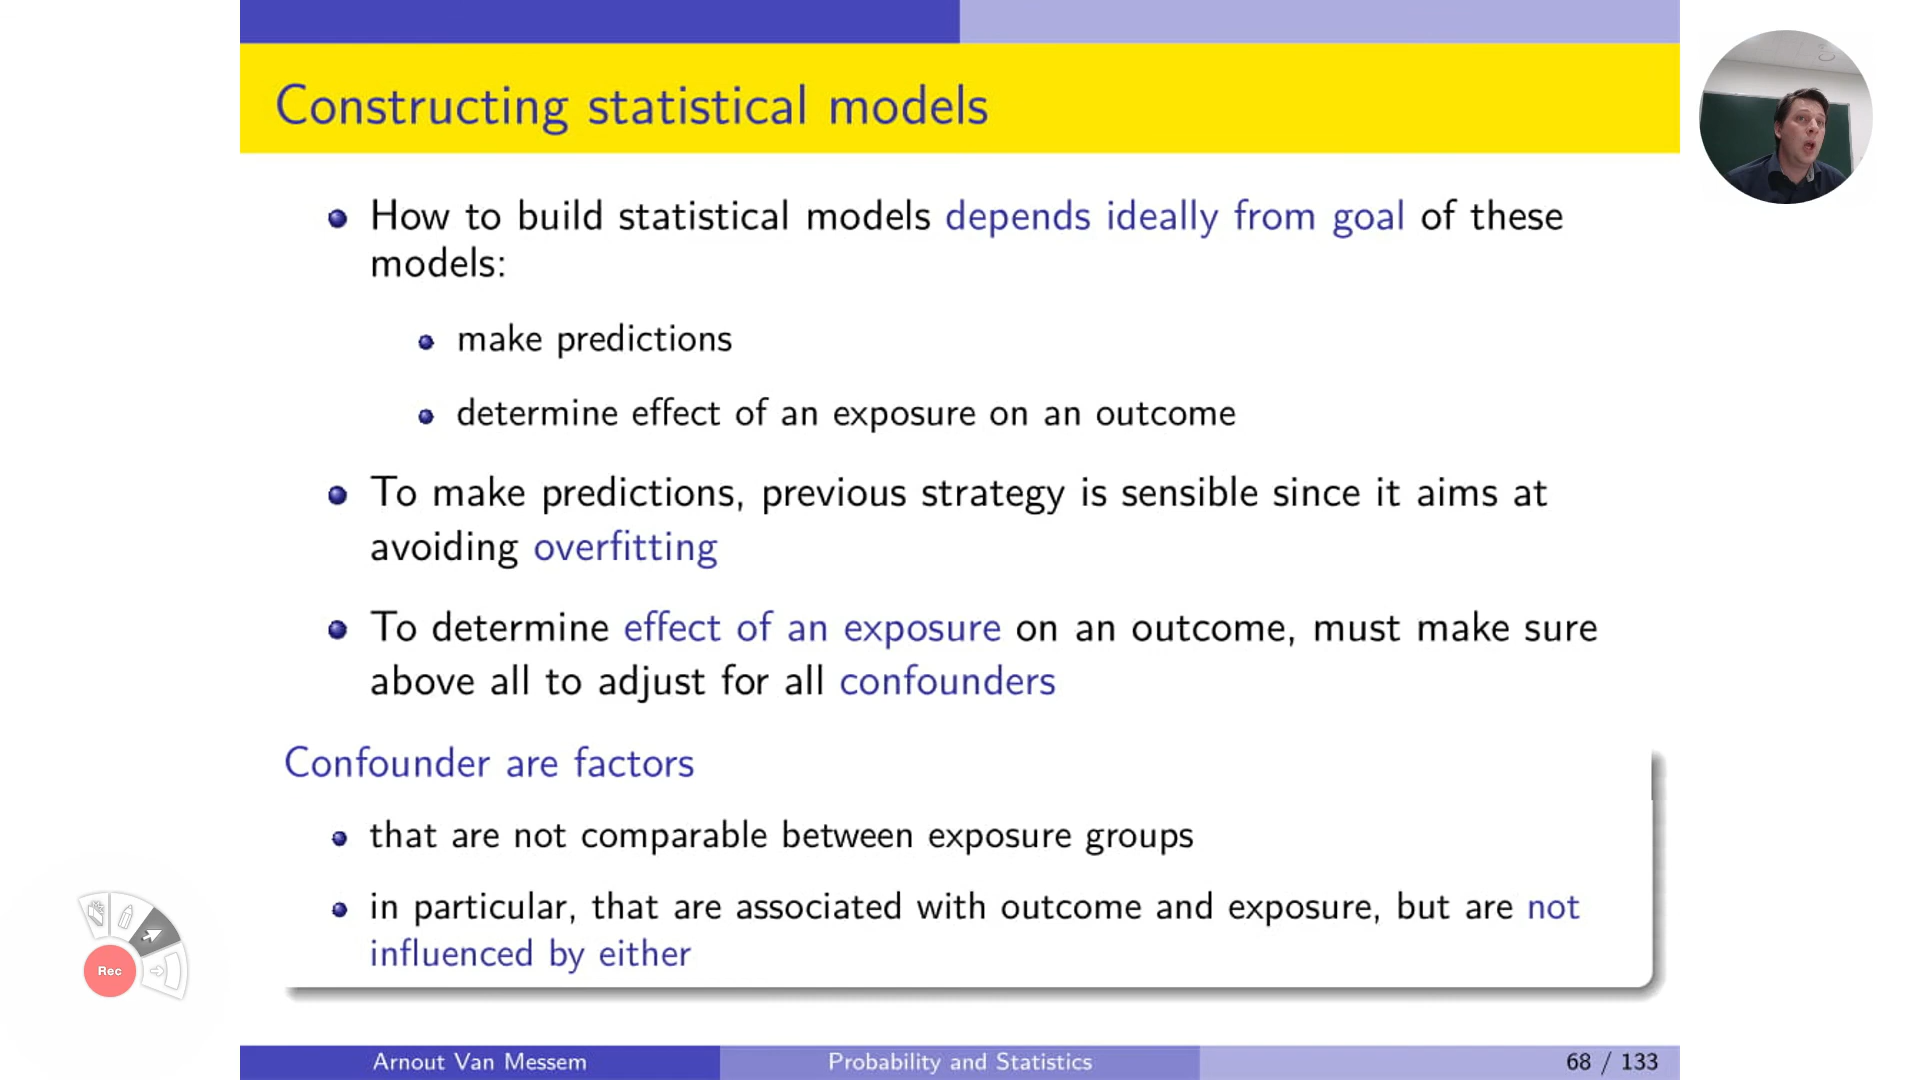 Constructing statistical models
How to build statistical models depends ideally from goal of these
models:
make predictions
determine effect of an exposure on an outcome
To make predictions, previous strategy is sensible since it aims at
avoiding overfitting
To determine effect of an exposure on an outcome, must make sure
above all to adjust for all confounders
Confounder are factors
that are not comparable between exposure groups
in particular, that are associated with outcome and exposure, but are not
influenced by either
Rec
Arnout Van Messem
Probability and Statistics
68 / 133